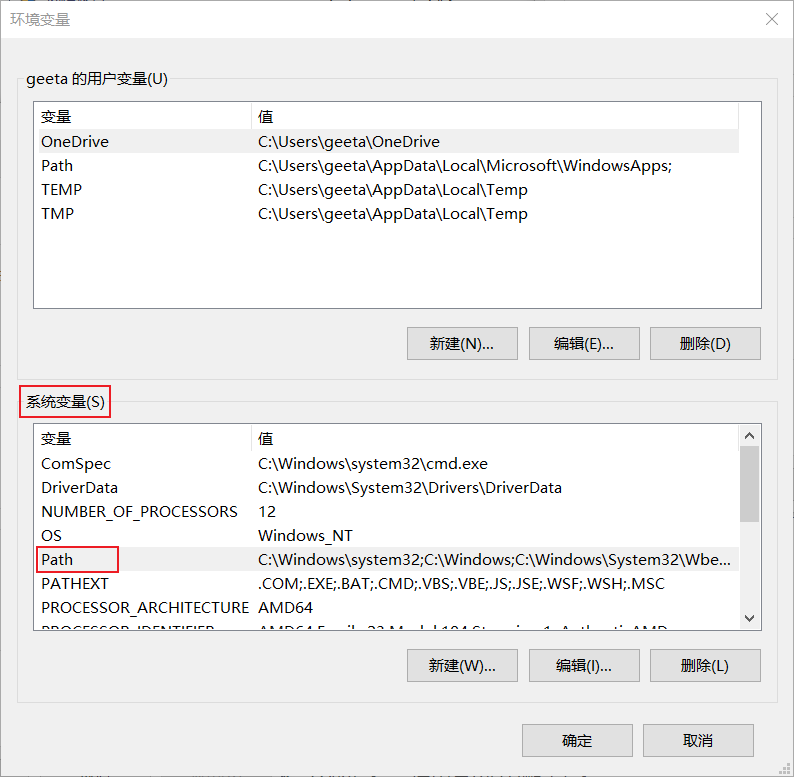 环境变量
geeta 的用户变量(U)
变量 值
OneDrive C:\Users\geeta\OneDrive
Path C:\Users\geeta\AppData\Local\Microsoft\WindowsApps;
TEMP C:\Users\geeta\AppData\Local\Temp
TMP C:\Users\geeta\AppData\Local\Temp
新建(N)... 编辑(E)... 删除(D)
系统变量(S)
变量 值
ComSpec C:\Windows\system32\cmd.exe
DriverData C:\Windows\System32\Drivers\DriverData
NUMBER_OF_PROCESSORS 12
OS Windows_NT
Path C:\Windows\system32;C:\Windows;C:\Windows\System32\Wbe...
PATHEXT .COM;.EXE;.BAT;.CMD;.VBS;.VBE;.JS;.JSE;.WSF;.WSH;.MSC
PROCESSOR_ARCHITECTURE AMD64
新建(W)... 编辑(I)... 删除(L)
确定 取消